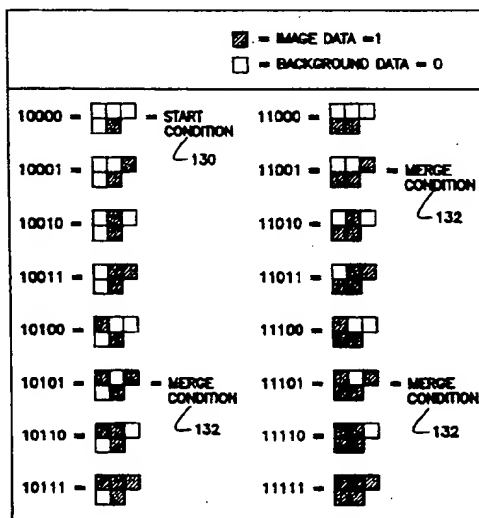 = IMAGE DATA =1
= BACKGROUND DATA = 0
10000 = = START CONDITION
130
10001 =
10010 =
10011 =
10100 =
10101 = = MERGE CONDITION
132
10110 =
10111 =
11000 =
11001 = = MERGE CONDITION
132
11010 =
11011 =
11100 =
11101 = = MERGE CONDITION
132
11110 =
11111 =